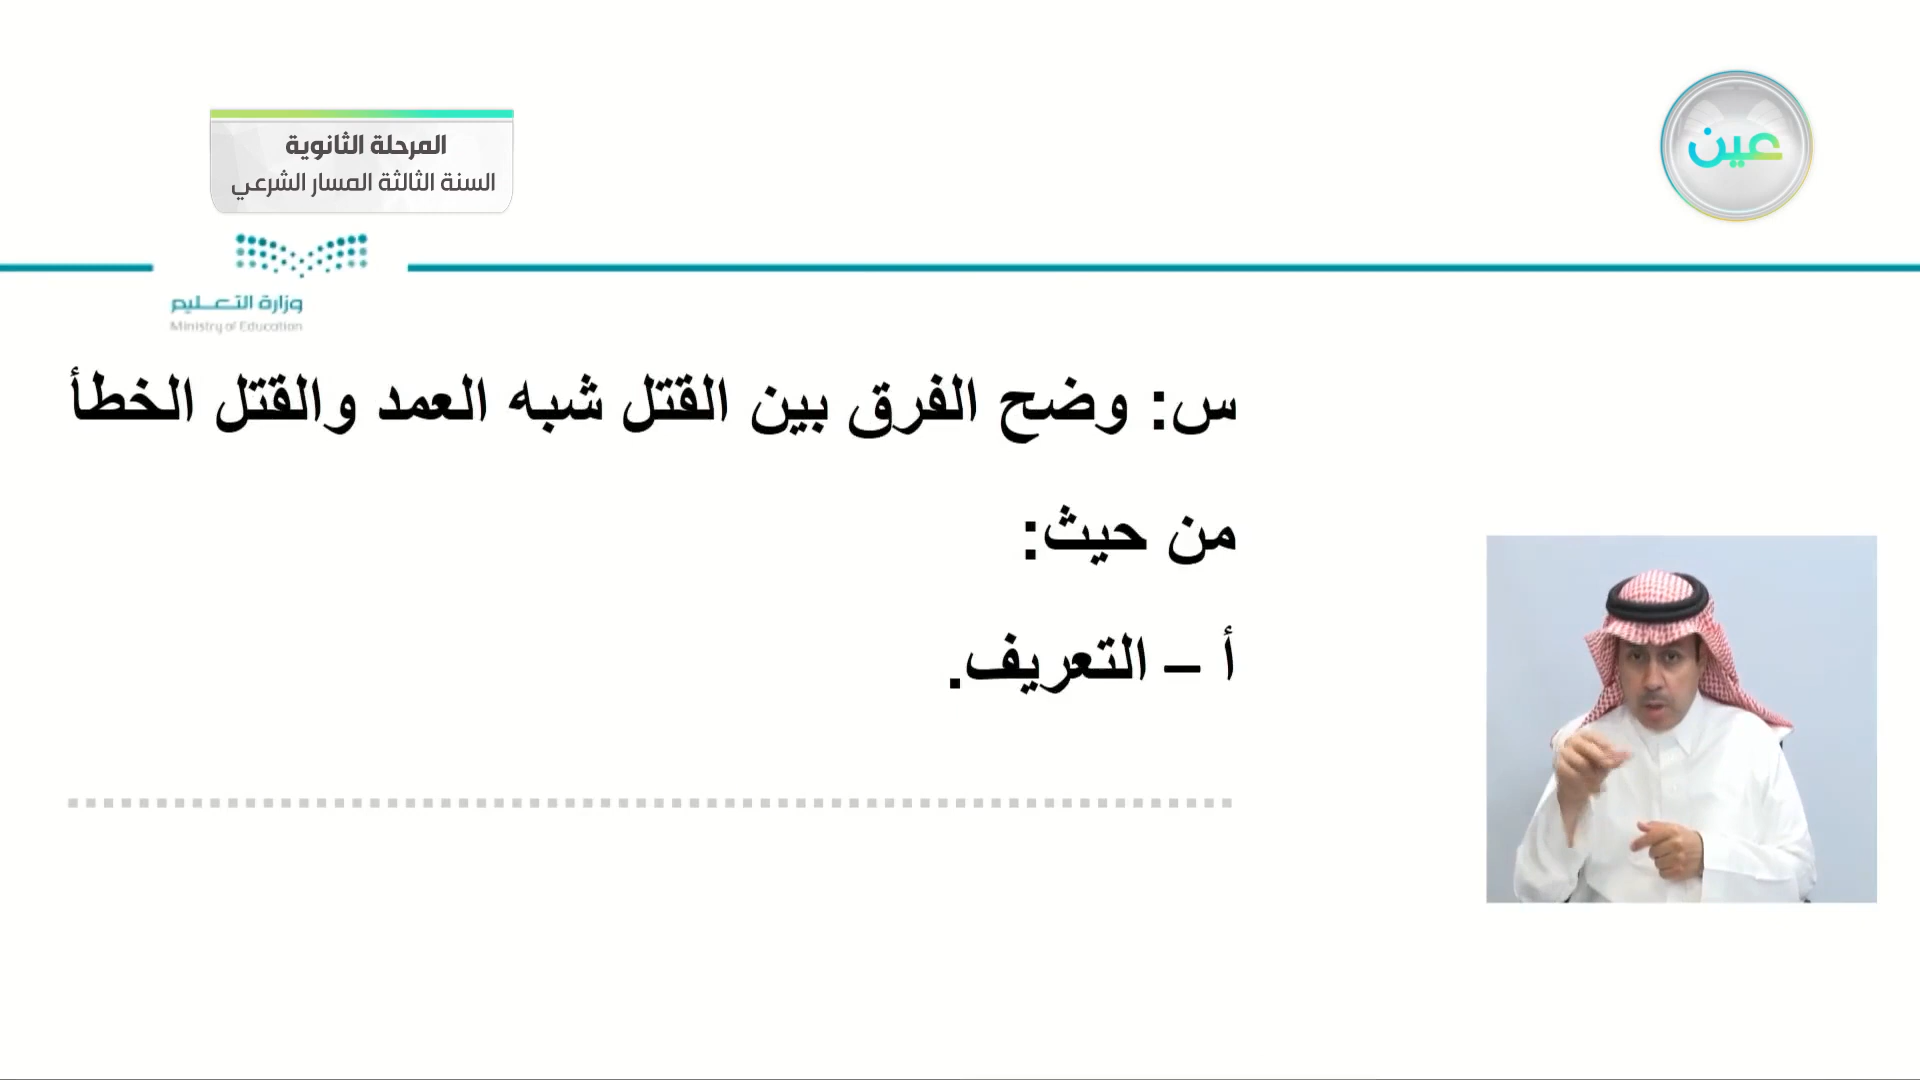 المرحلة الثانوية
السنة الثالثة المسار الشرعي
عين
وزارة التعليم
Ministry of Education
س: وضح الفرق بين القتل شبه العمد والقتل الخطأ
من حيث:
أ – التعريف.